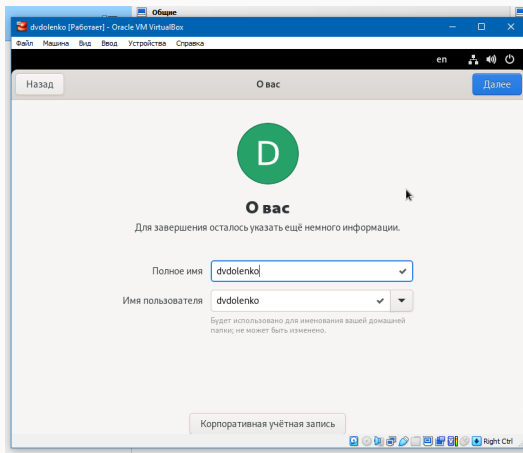 Общие
dvdolenko [Работает] - Oracle VM VirtualBox
Файл Машина Вид Ввод Устройства Справка
en
Назад О вас Далее
D
О вас
Для завершения осталось указать ещё немного информации.
Полное имя dvdolenko
Имя пользователя dvdolenko
Будет использовано для именования вашей домашней
папки; не может быть изменено.
Корпоративная учётная запись
Right Ctrl